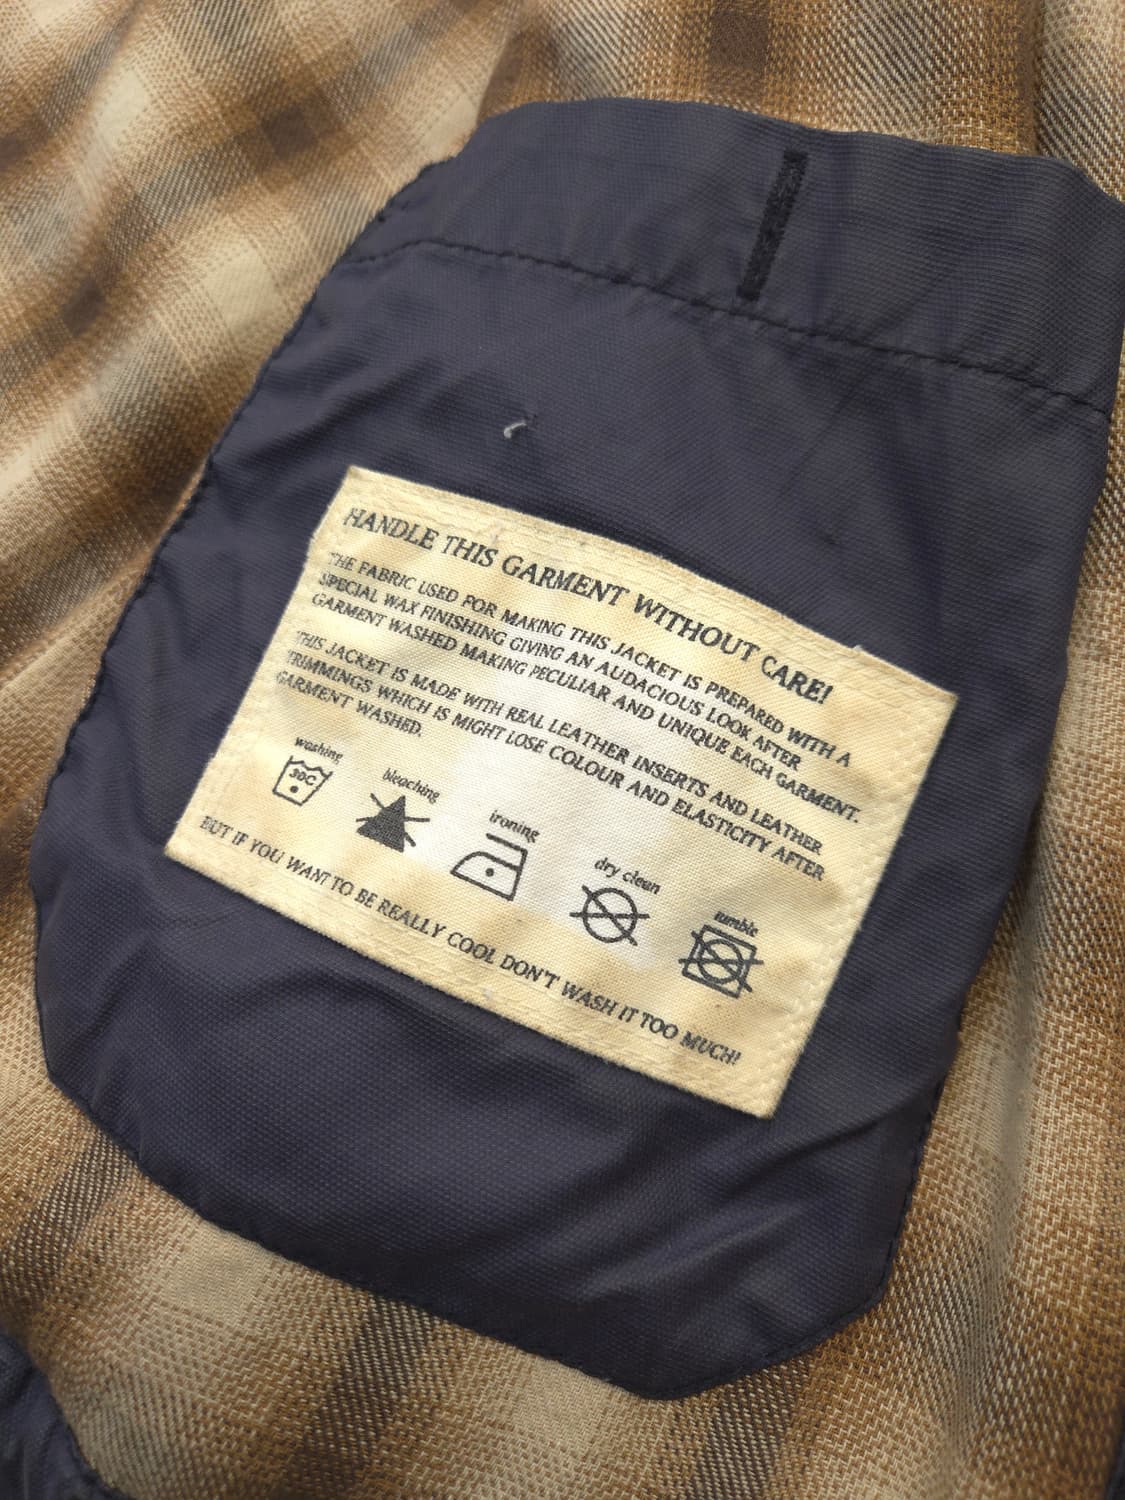 HANDLE THIS GARMENT WITHOUT CARE!
THE FABRIC USED FOR MAKING THIS JACKET IS PREPARED WITH A
SPECIAL WAX FINISHING GIVING AN AUDACIOUS LOOK AFTER
GARMENT WASHED MAKING PECULIAR AND UNIQUE EACH GARMENT.
THIS JACKET IS MADE WITH REAL LEATHER INSERTS AND LEATHER
TRIMMINGS WHICH IS MIGHT LOSE COLOUR AND ELASTICITY AFTER
GARMENT WASHED.
washing bleaching ironing dry clean tumble
30C
BUT IF YOU WANT TO BE REALLY COOL DON'T WASH IT TOO MUCH!